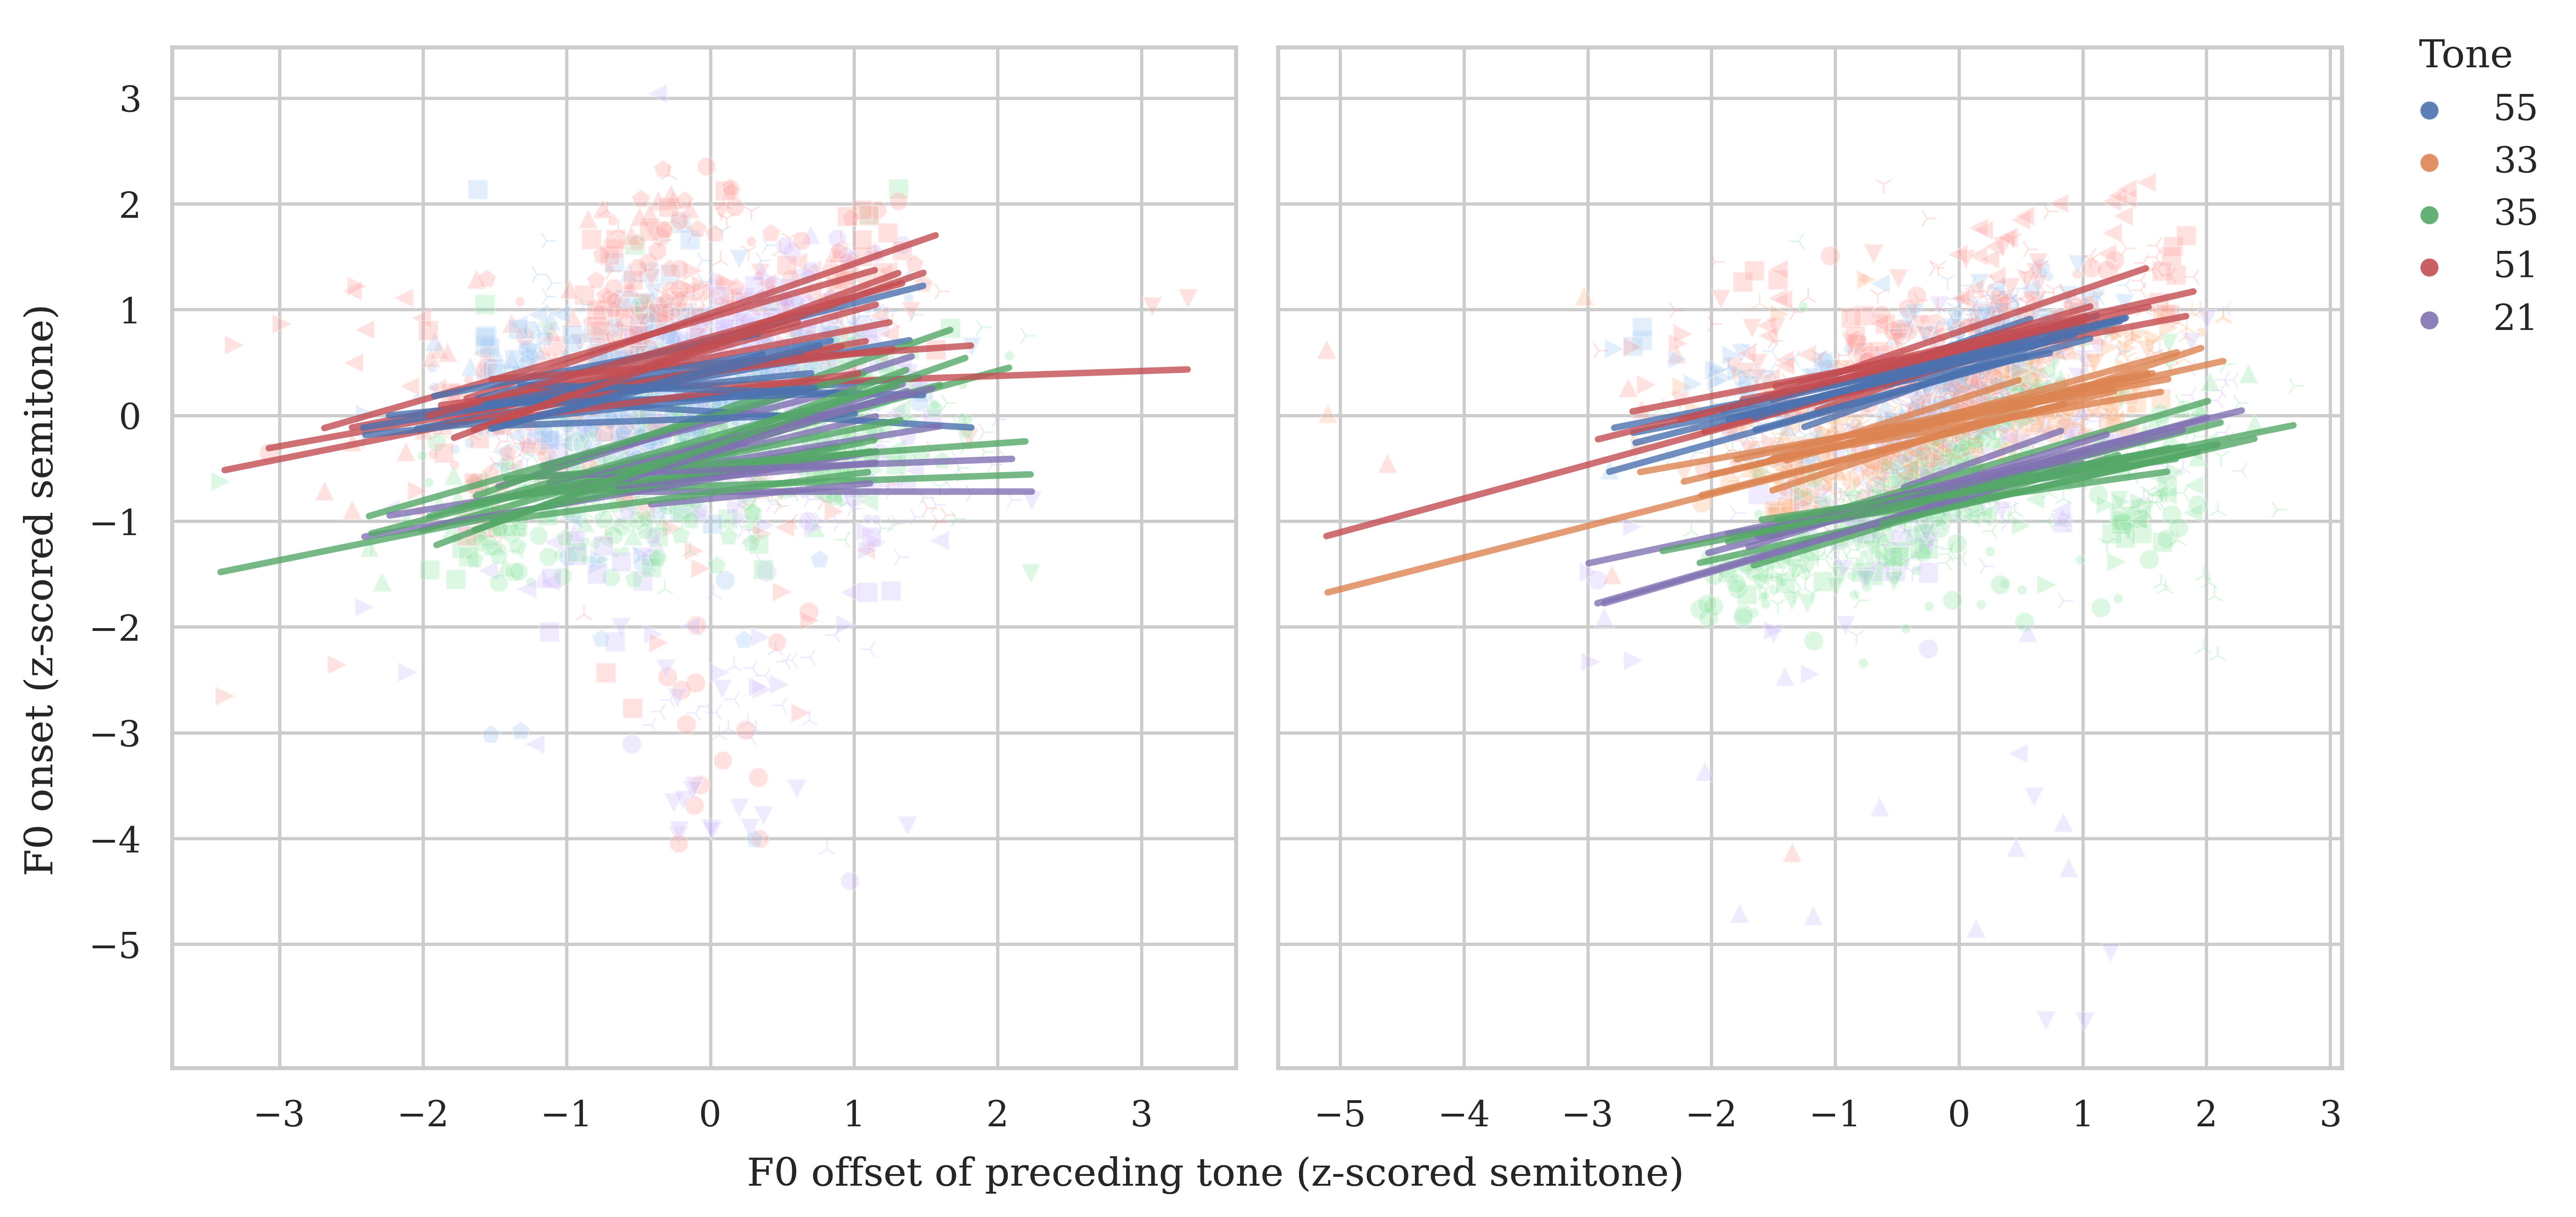 Tone
55
33
35
51
21
3
2
1
0
−1
−2
−3
−4
−5
F0 onset (z-scored semitone)
−3 −2 −1 0 1 2 3
−5 −4 −3 −2 −1 0 1 2 3
F0 offset of preceding tone (z-scored semitone)